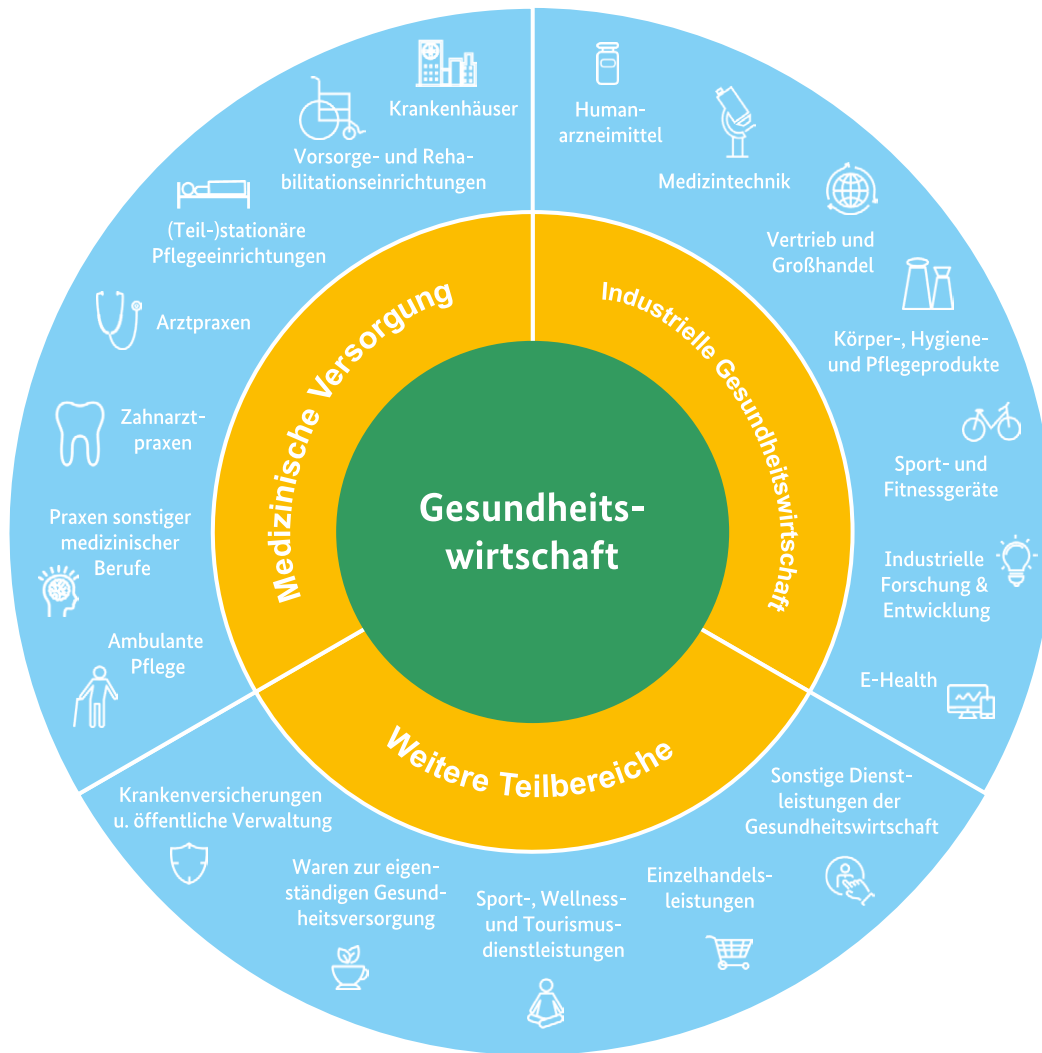 Gesundheits-
wirtschaft
Medizinische Versorgung
Krankenhäuser
Vorsorge- und Reha-
bilitationseinrichtungen
(Teil-)stationäre
Pflegeeinrichtungen
Arztpraxen
Zahnarzt-
praxen
Praxen sonstiger
medizinischer
Berufe
Ambulante
Pflege
Industrielle Gesundheitswirtschaft
Human-
arzneimittel
Medizintechnik
Vertrieb und
Großhandel
Körper-, Hygiene-
und Pflegeprodukte
Sport- und
Fitnessgeräte
Industrielle
Forschung &
Entwicklung
E-Health
Weitere Teilbereiche
Krankenversicherungen
u. öffentliche Verwaltung
Waren zur eigen-
ständigen Gesund-
heitsversorgung
Sport-, Wellness-
und Tourismus-
dienstleistungen
Einzelhandels-
leistungen
Sonstige Dienst-
leistungen der
Gesundheitswirtschaft